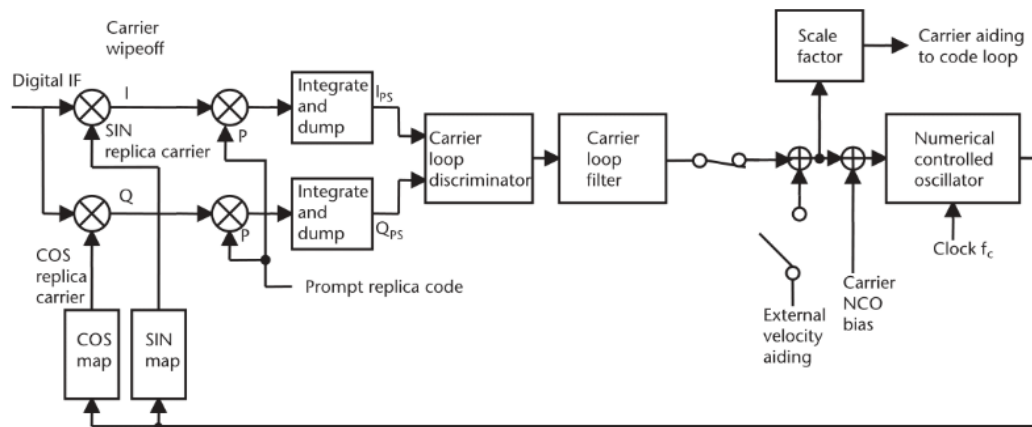 Carrier
wipeoff
Digital IF
I
SIN
replica carrier
P
Integrate
and
dump
I_PS
Q
COS
replica
carrier
P
Integrate
and
dump
Q_PS
Prompt replica code
COS
map
SIN
map
Carrier
loop
discriminator
Carrier
loop
filter
Scale
factor
Carrier aiding
to code loop
External
velocity
aiding
Carrier
NCO
bias
Numerical
controlled
oscillator
Clock f_c